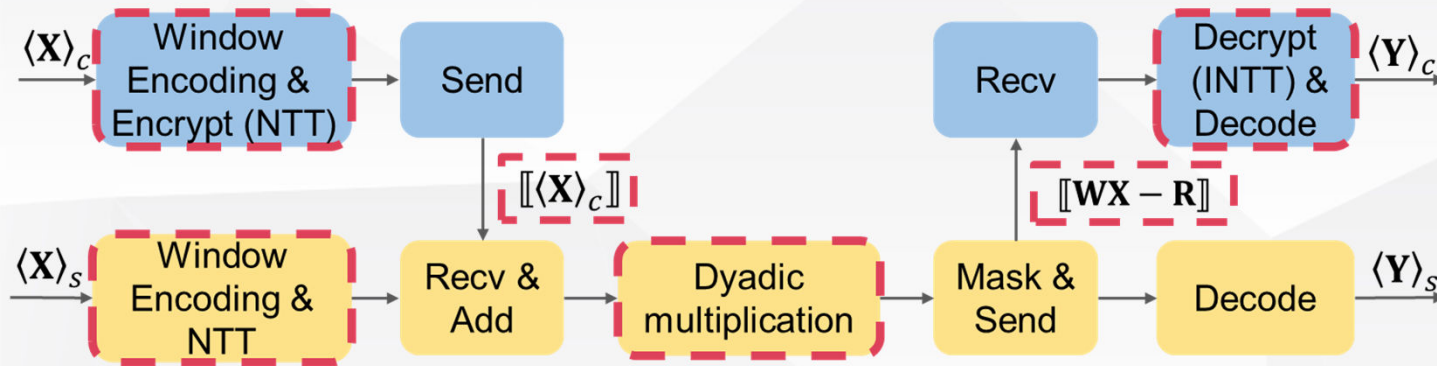 ⟨X⟩c
Window
Encoding &
Encrypt (NTT)
Send
Recv
Decrypt
(INTT) &
Decode
⟨Y⟩c
⟦⟨X⟩c⟧
⟦WX − R⟧
⟨X⟩s
Window
Encoding &
NTT
Recv &
Add
Dyadic
multiplication
Mask &
Send
Decode
⟨Y⟩s